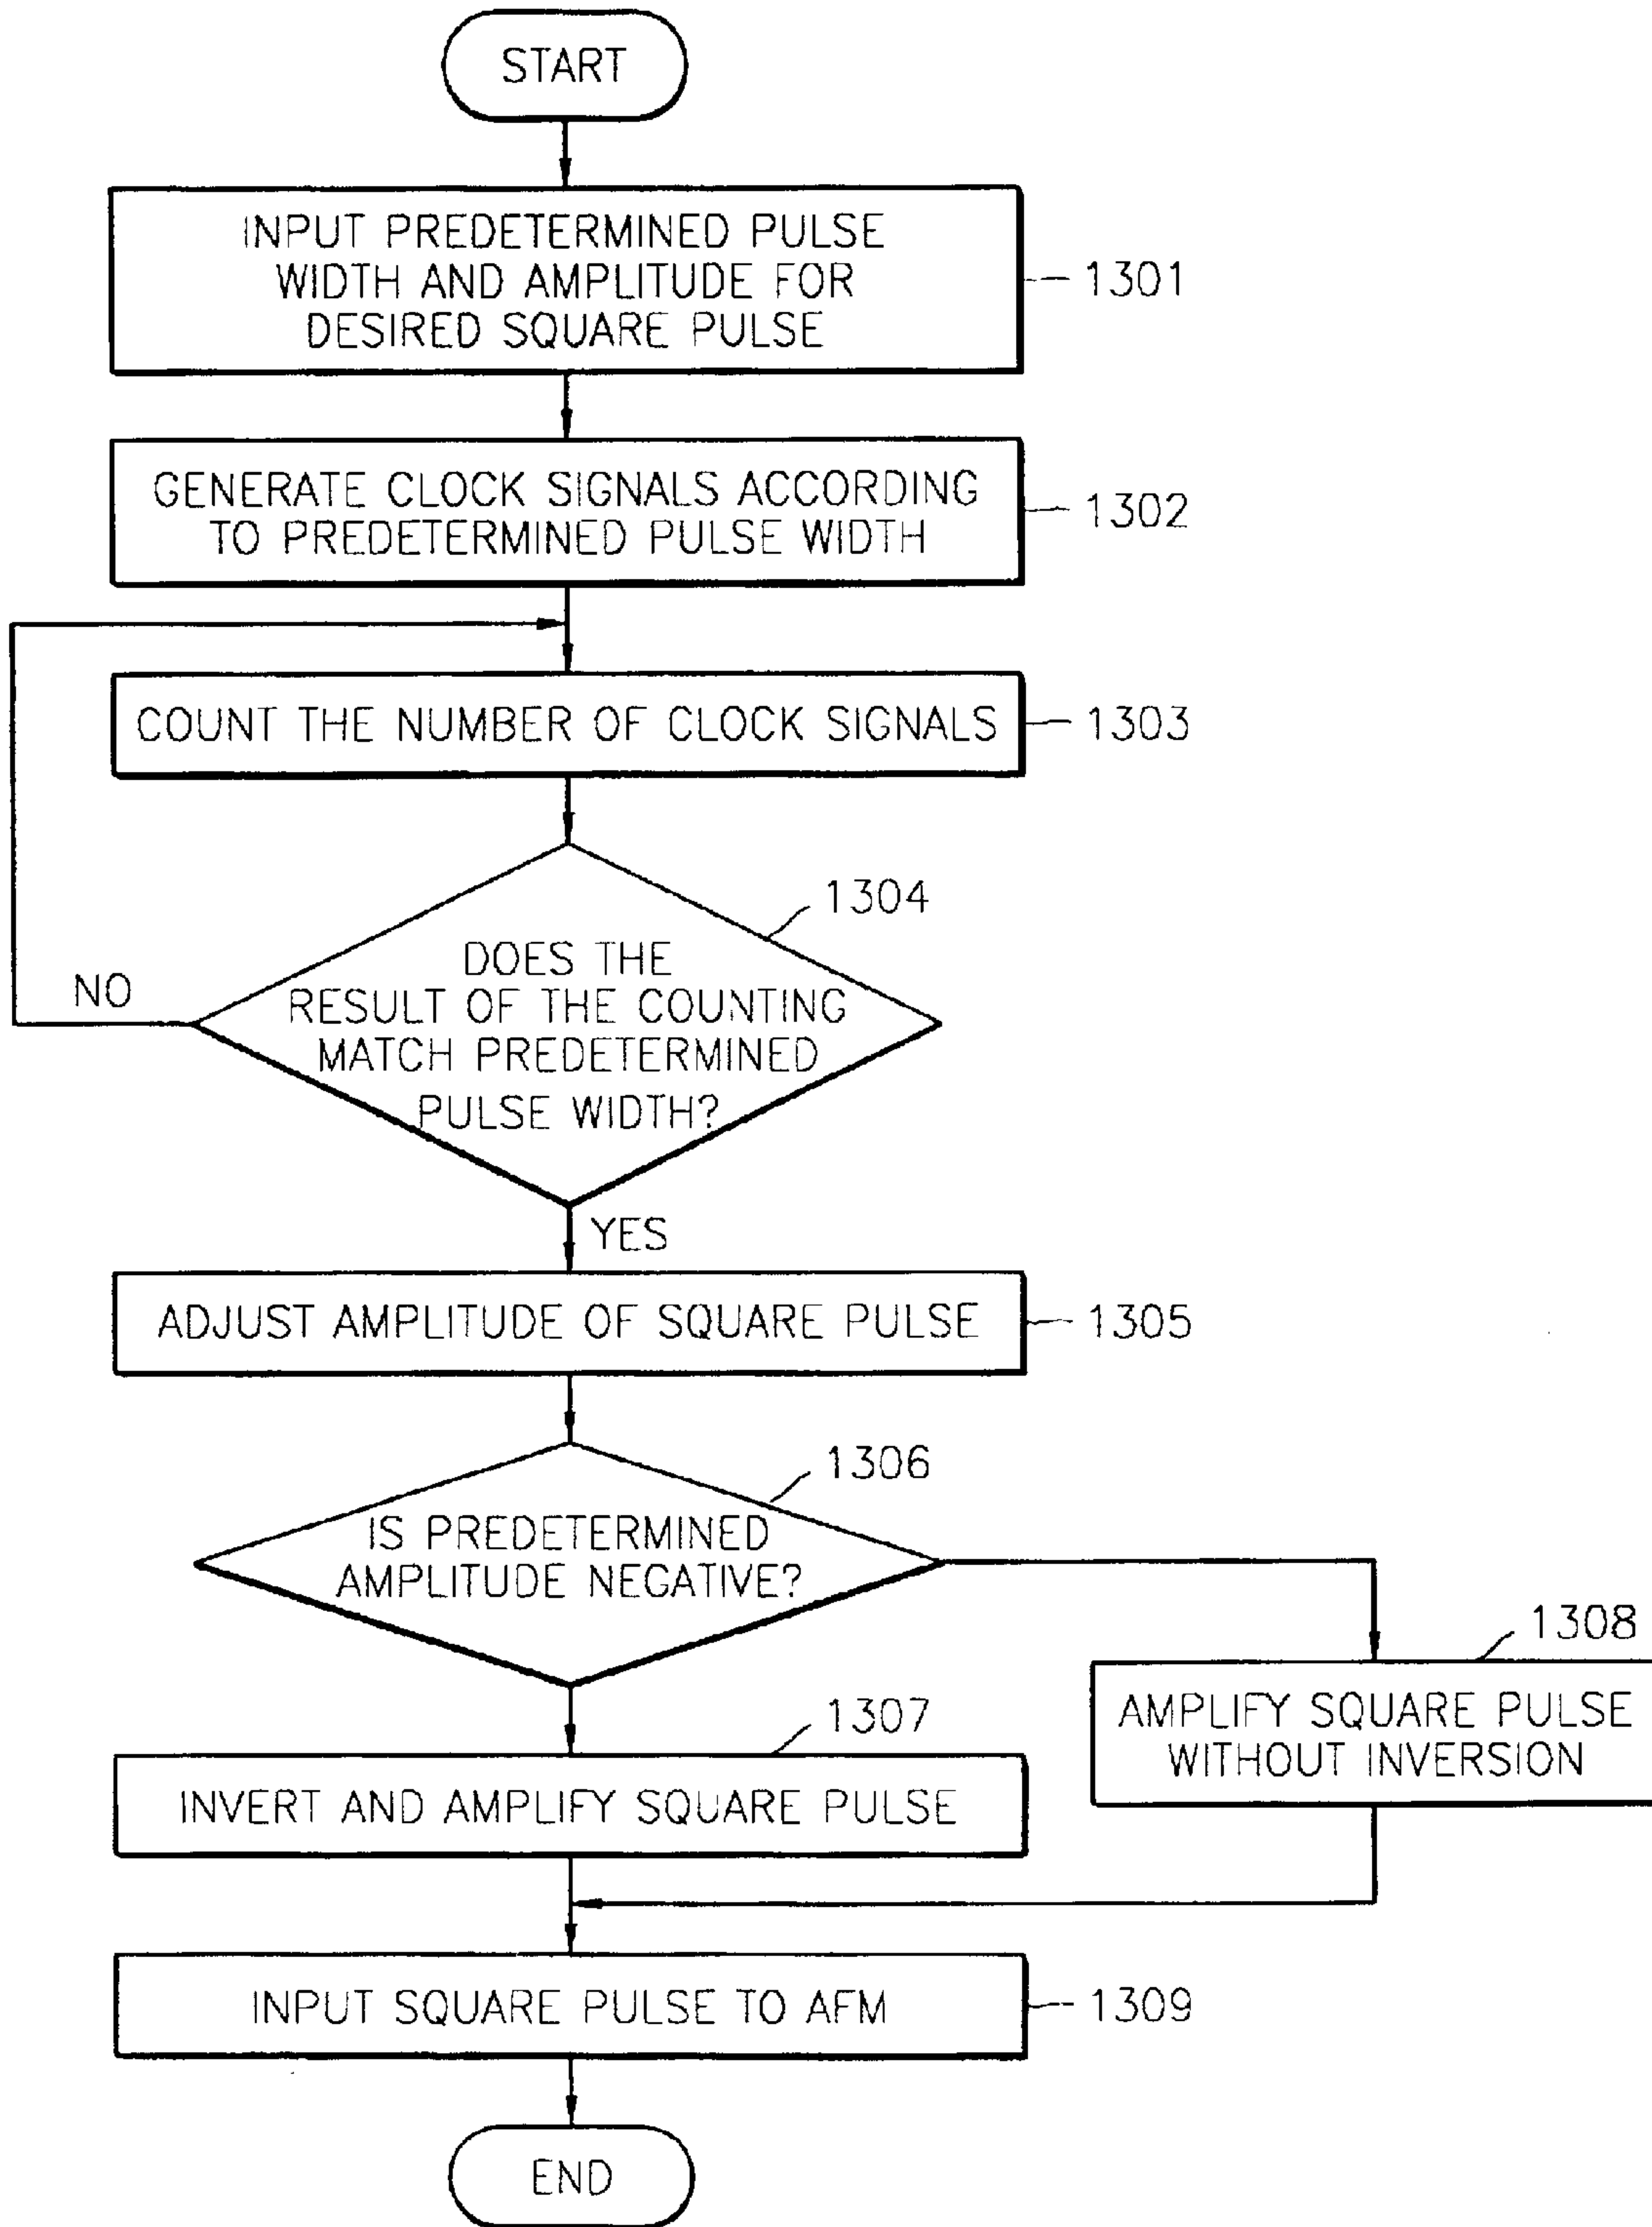 START
INPUT PREDETERMINED PULSE
WIDTH AND AMPLITUDE FOR
DESIRED SQUARE PULSE
1301
GENERATE CLOCK SIGNALS ACCORDING
TO PREDETERMINED PULSE WIDTH
1302
COUNT THE NUMBER OF CLOCK SIGNALS
1303
1304
DOES THE
RESULT OF THE COUNTING
MATCH PREDETERMINED
PULSE WIDTH?
NO
YES
ADJUST AMPLITUDE OF SQUARE PULSE
1305
1306
IS PREDETERMINED
AMPLITUDE NEGATIVE?
1308
AMPLIFY SQUARE PULSE
WITHOUT INVERSION
1307
INVERT AND AMPLIFY SQUARE PULSE
INPUT SQUARE PULSE TO AFM
1309
END